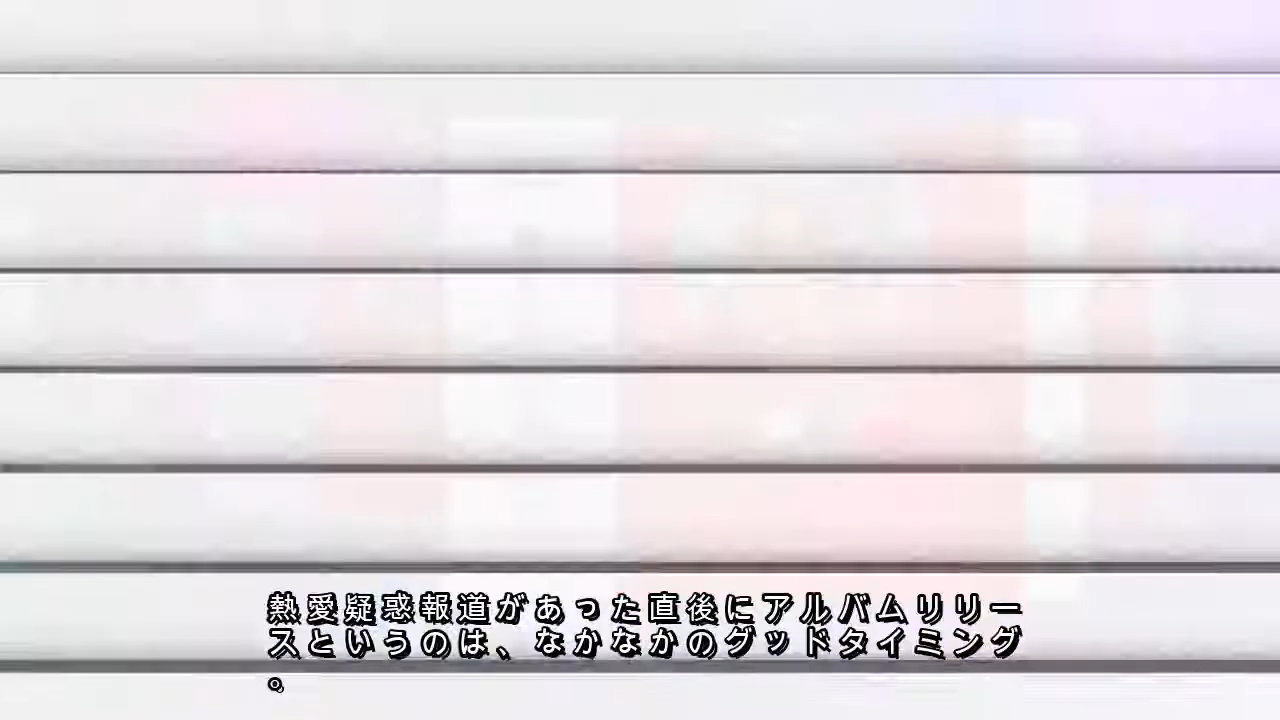 熱愛疑惑報道があった直後にアルバムリリー
スというのは、なかなかのグッドタイミング
。